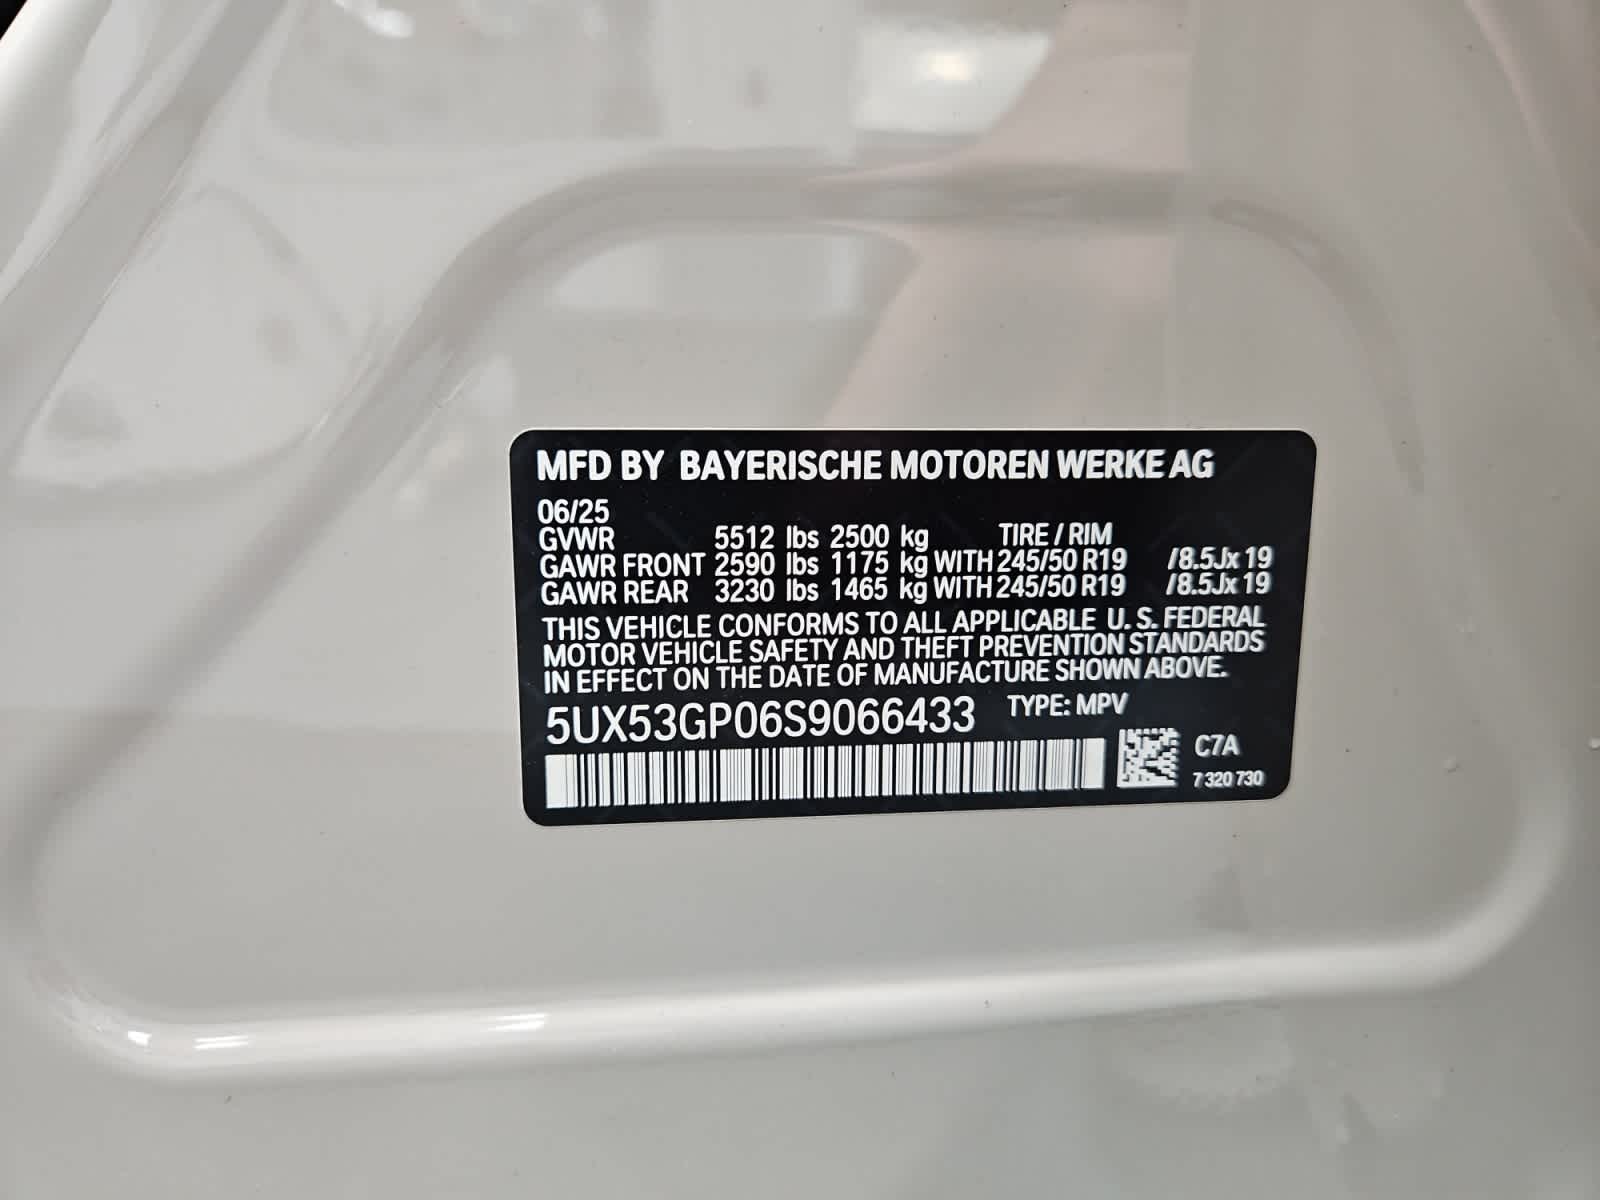 MFD BY BAYERISCHE MOTOREN WERKE AG
06/25
GVWR 5512 lbs 2500 kg TIRE / RIM
GAWR FRONT 2590 lbs 1175 kg WITH 245/50 R19 /8.5Jx 19
GAWR REAR 3230 lbs 1465 kg WITH 245/50 R19 /8.5Jx 19
THIS VEHICLE CONFORMS TO ALL APPLICABLE U. S. FEDERAL
MOTOR VEHICLE SAFETY AND THEFT PREVENTION STANDARDS
IN EFFECT ON THE DATE OF MANUFACTURE SHOWN ABOVE.
5UX53GP06S9066433 TYPE: MPV
C7A
7 320 730